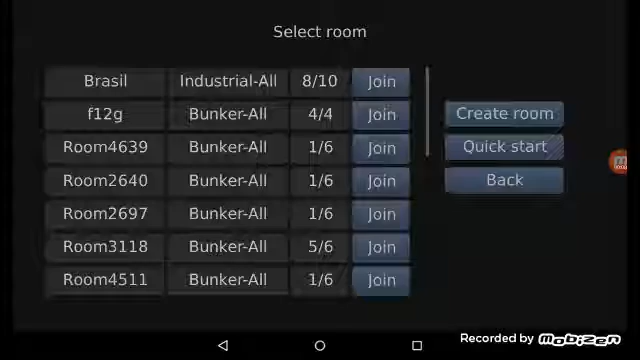 Select room
Brasil Industrial-All 8/10 Join
f12g Bunker-All 4/4 Join
Room4639 Bunker-All 1/6 Join
Room2640 Bunker-All 1/6 Join
Room2697 Bunker-All 1/6 Join
Room3118 Bunker-All 5/6 Join
Room4511 Bunker-All 1/6 Join
Create room
Quick start
Back
Recorded by Mobizen